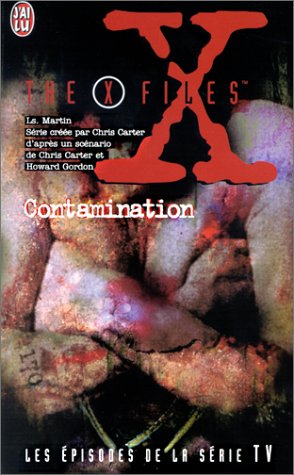 J'AI
LU
X
THE X FILES™
Ls. Martin
Série créée par Chris Carter
d'après un scénario
de Chris Carter et
Howard Gordon
Contamination
LES ÉPISODES DE LA SÉRIE TV